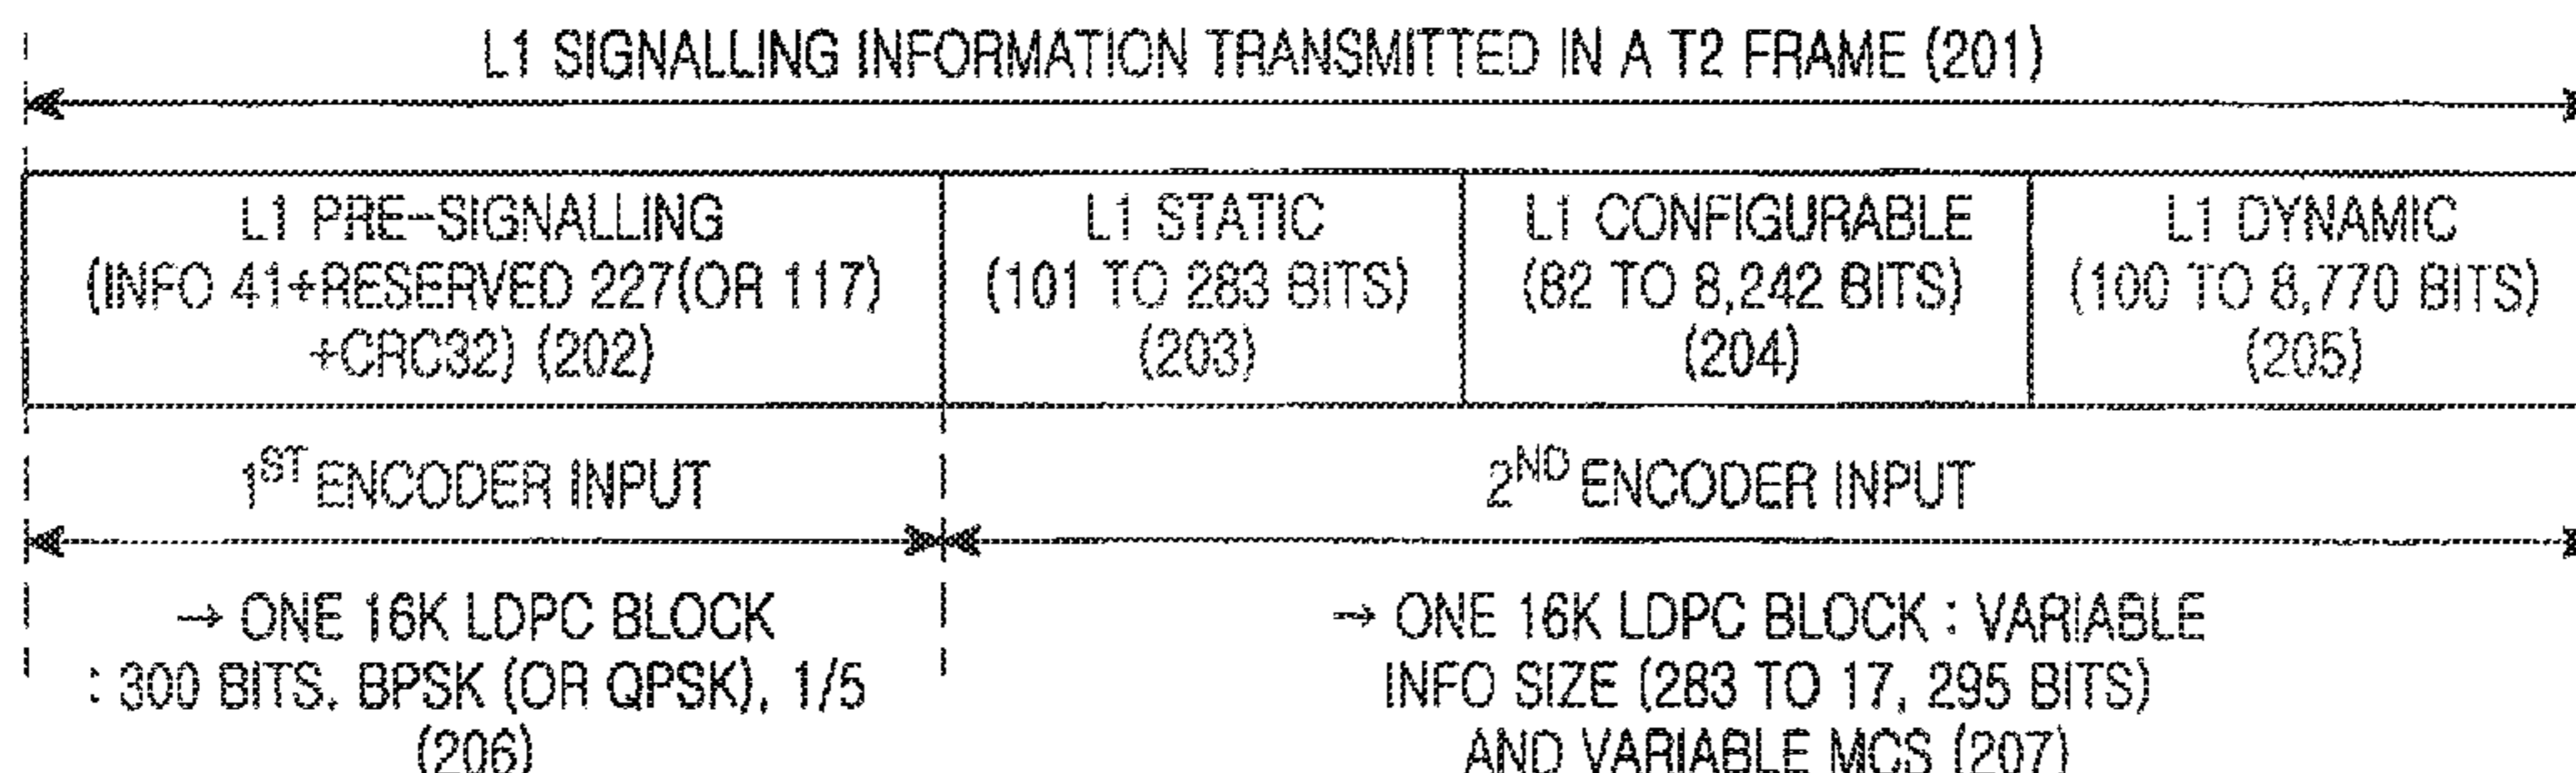 L1 SIGNALLING INFORMATION TRANSMITTED IN A T2 FRAME (201)
L1 PRE-SIGNALLING
(INFO 41+RESERVED 227(OR 117)
+CRC32) (202)
L1 STATIC
(101 TO 283 BITS)
(203)
L1 CONFIGURABLE
(82 TO 8,242 BITS)
(204)
L1 DYNAMIC
(100 TO 8,770 BITS)
(205)
1ST ENCODER INPUT
2ND ENCODER INPUT
→ ONE 16K LDPC BLOCK
: 300 BITS. BPSK (OR QPSK), 1/5
(206)
→ ONE 16K LDPC BLOCK : VARIABLE
INFO SIZE (283 TO 17, 295 BITS)
AND VARIABLE MCS (207)